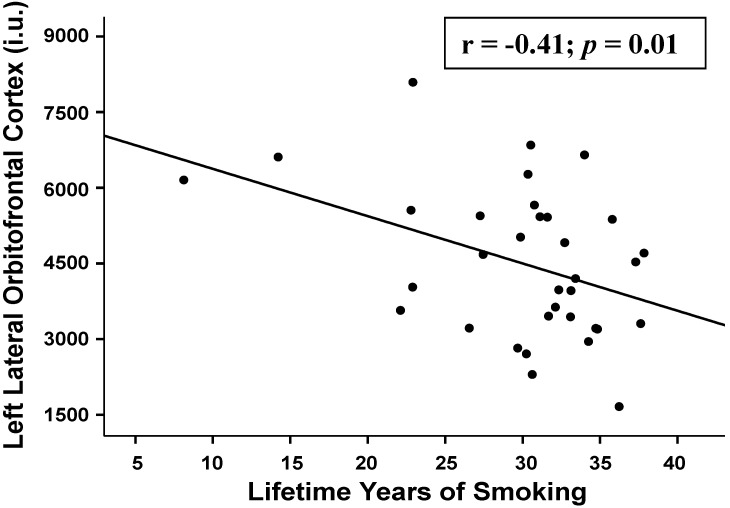 r = -0.41; p = 0.01
Left Lateral Orbitofrontal Cortex (i.u.)
9000
7500
6000
4500
3000
1500
5 10 15 20 25 30 35 40
Lifetime Years of Smoking